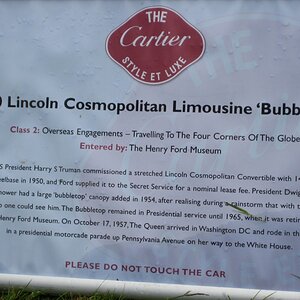 THE
Cartier
STYLE ET LUXE
) Lincoln Cosmopolitan Limousine ‘Bubb
Class 2: Overseas Engagements – Travelling To The Four Corners Of The Globe
Entered by: The Henry Ford Museum
S President Harry S Truman commissioned a stretched Lincoln Cosmopolitan Convertible with 1
elbase in 1950, and Ford supplied it to the Secret Service for a nominal lease fee. President Dwi
hower had a large 'bubbletop' canopy added in 1954, after realising during a rainstorm that with t
o one could see him. The Bubbletop remained in Presidential service until 1965, when it was retir
Henry Ford Museum. On October 17, 1957, The Queen arrived in Washington DC and rode in th
in a presidential motorcade parade up Pennsylvania Avenue on her way to the White House.
PLEASE DO NOT TOUCH THE CAR